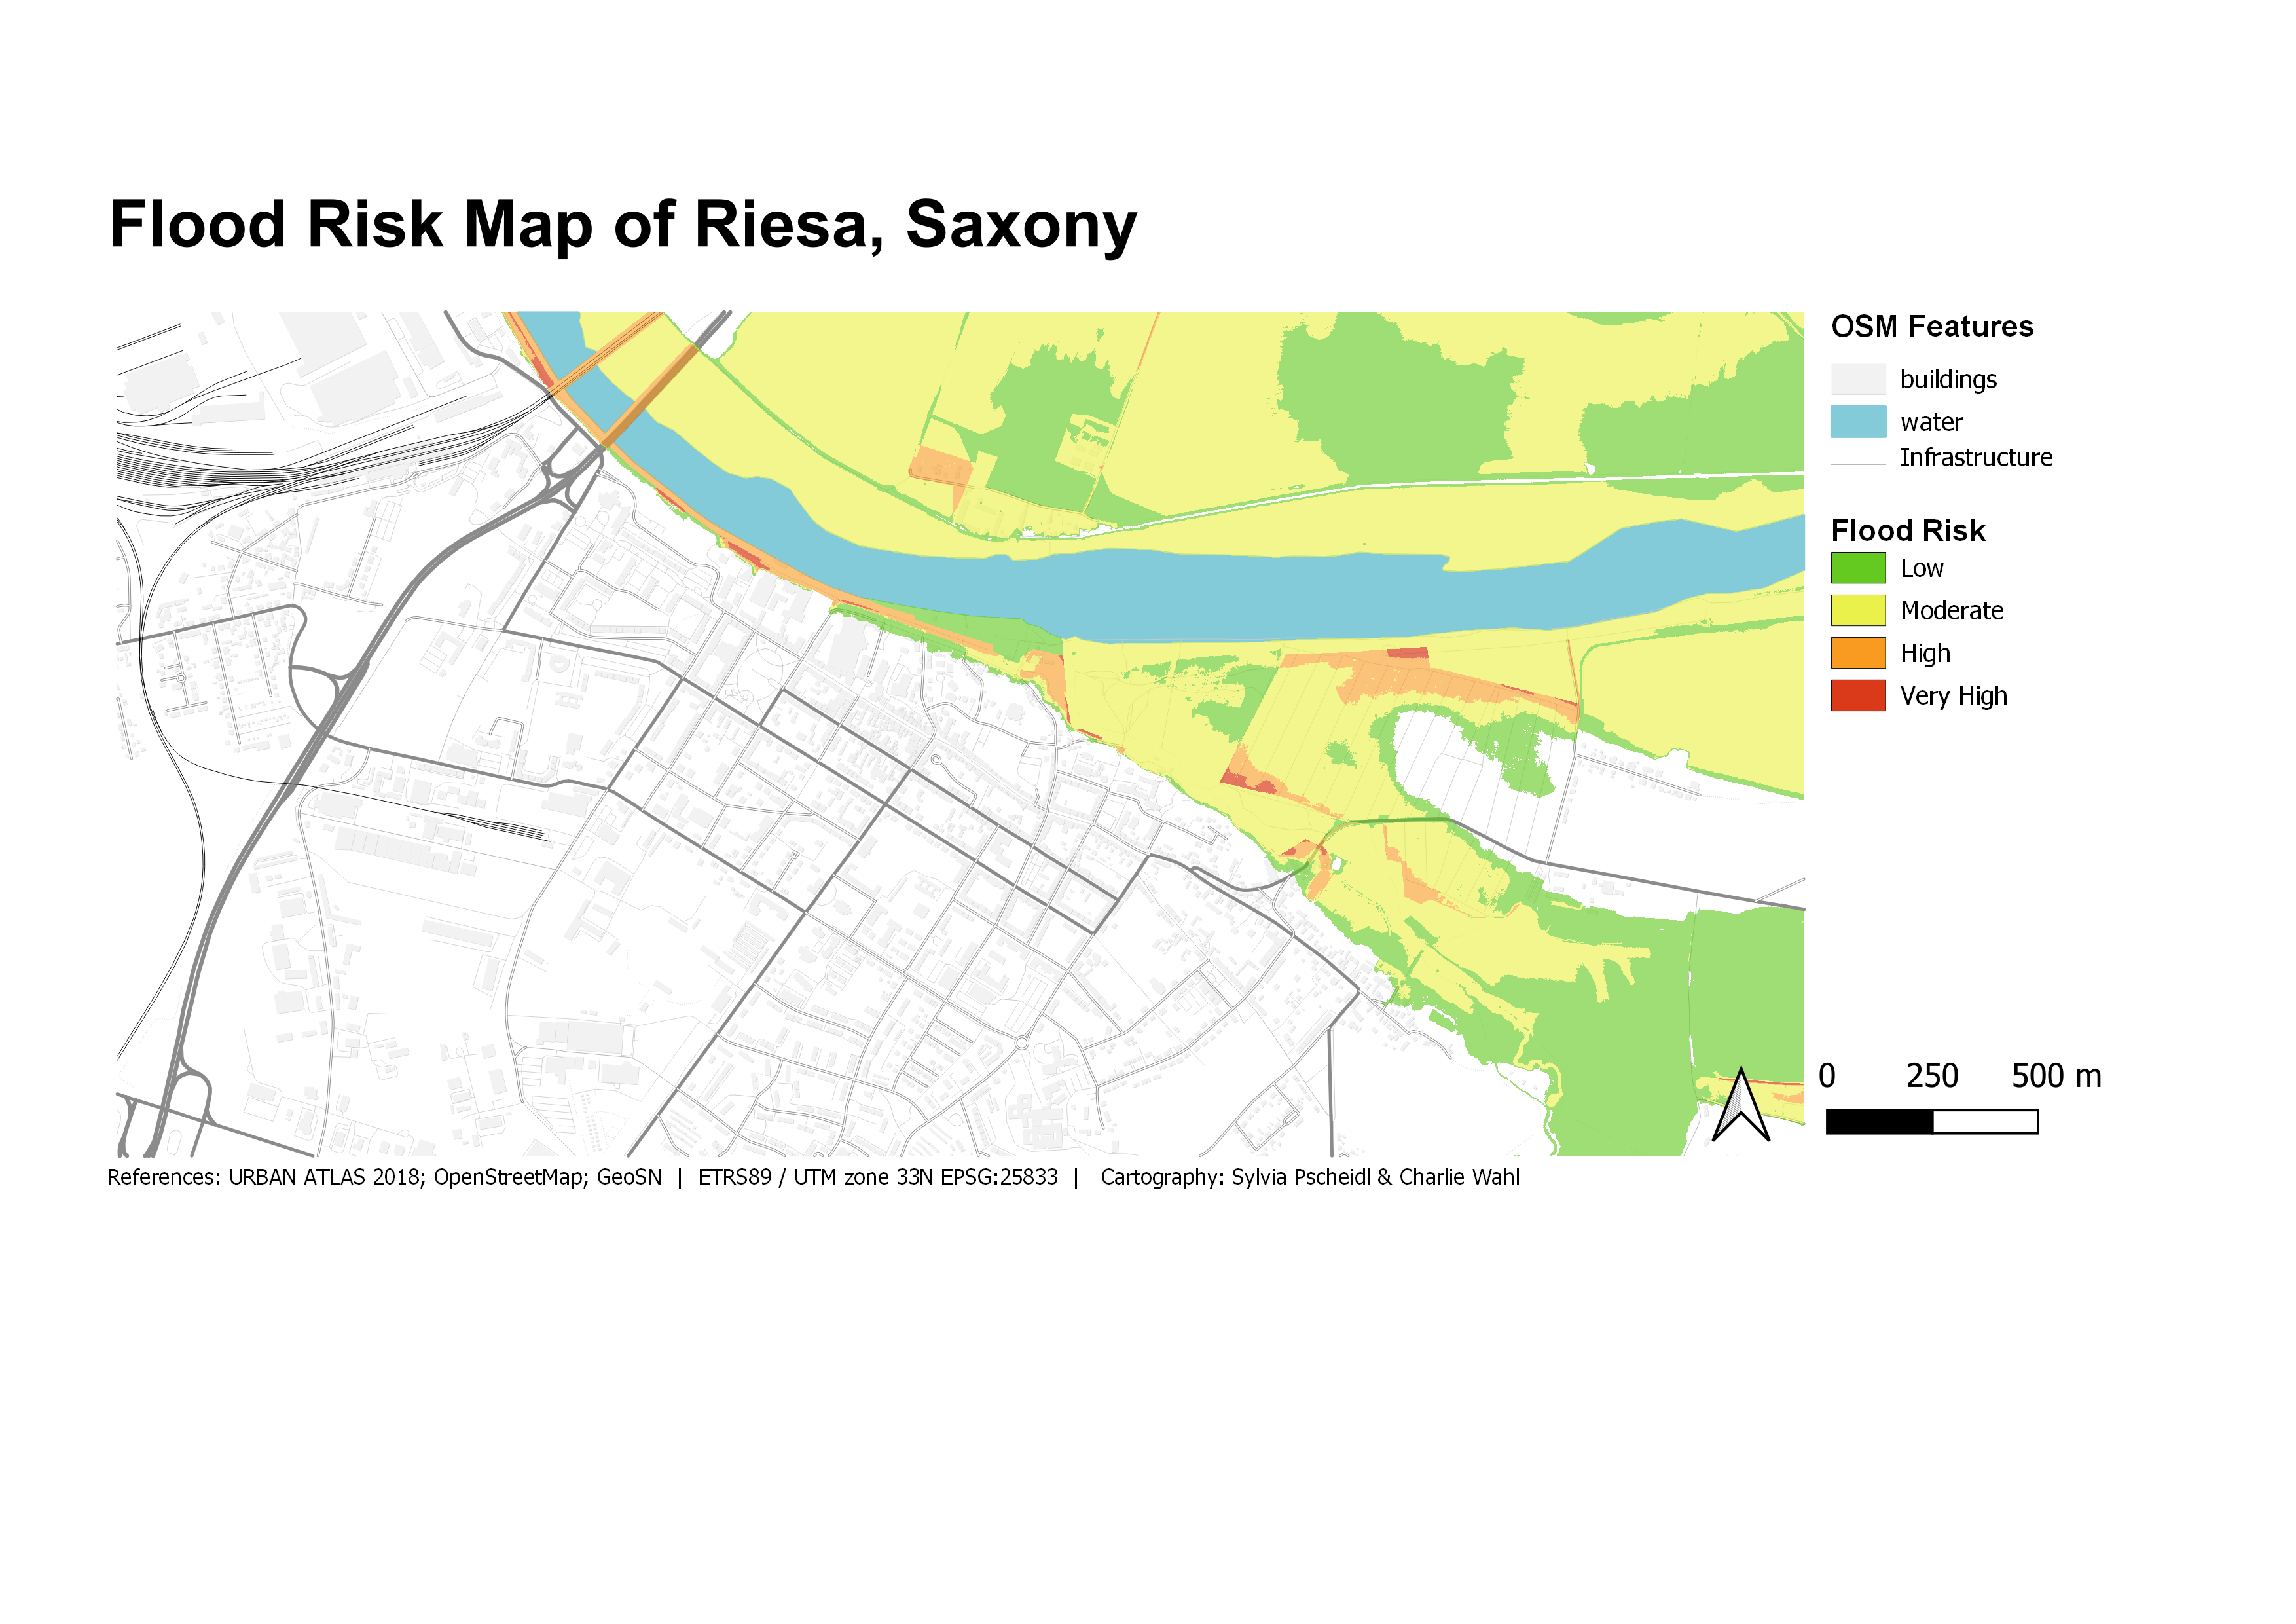 Flood Risk Map of Riesa, Saxony
OSM Features
buildings
water
Infrastructure
Flood Risk
Low
Moderate
High
Very High
0 250 500 m
References: URBAN ATLAS 2018; OpenStreetMap; GeoSN | ETRS89 / UTM zone 33N EPSG:25833 | Cartography: Sylvia Pscheidl & Charlie Wahl